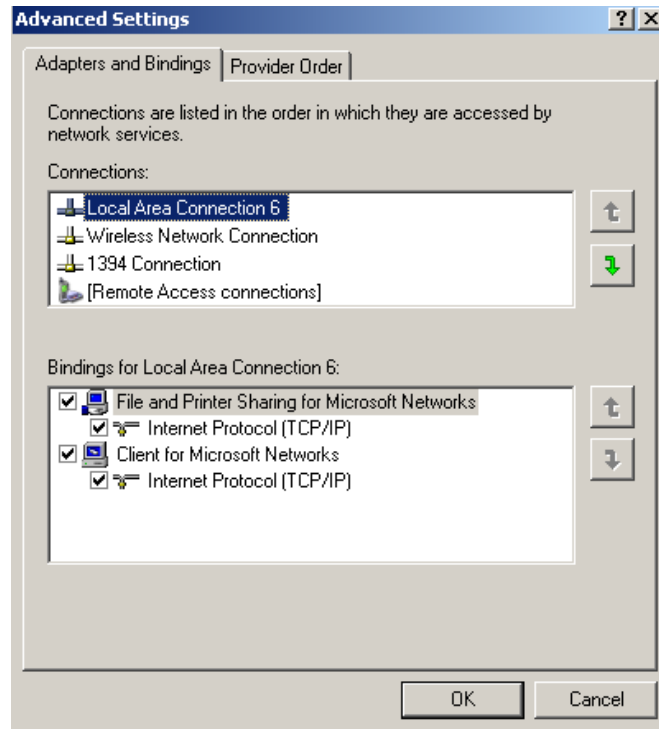 Advanced Settings
Adapters and Bindings
Provider Order
Connections are listed in the order in which they are accessed by
network services.
Connections:
Local Area Connection 6
Wireless Network Connection
1394 Connection
[Remote Access connections]
Bindings for Local Area Connection 6:
File and Printer Sharing for Microsoft Networks
Internet Protocol (TCP/IP)
Client for Microsoft Networks
Internet Protocol (TCP/IP)
OK
Cancel